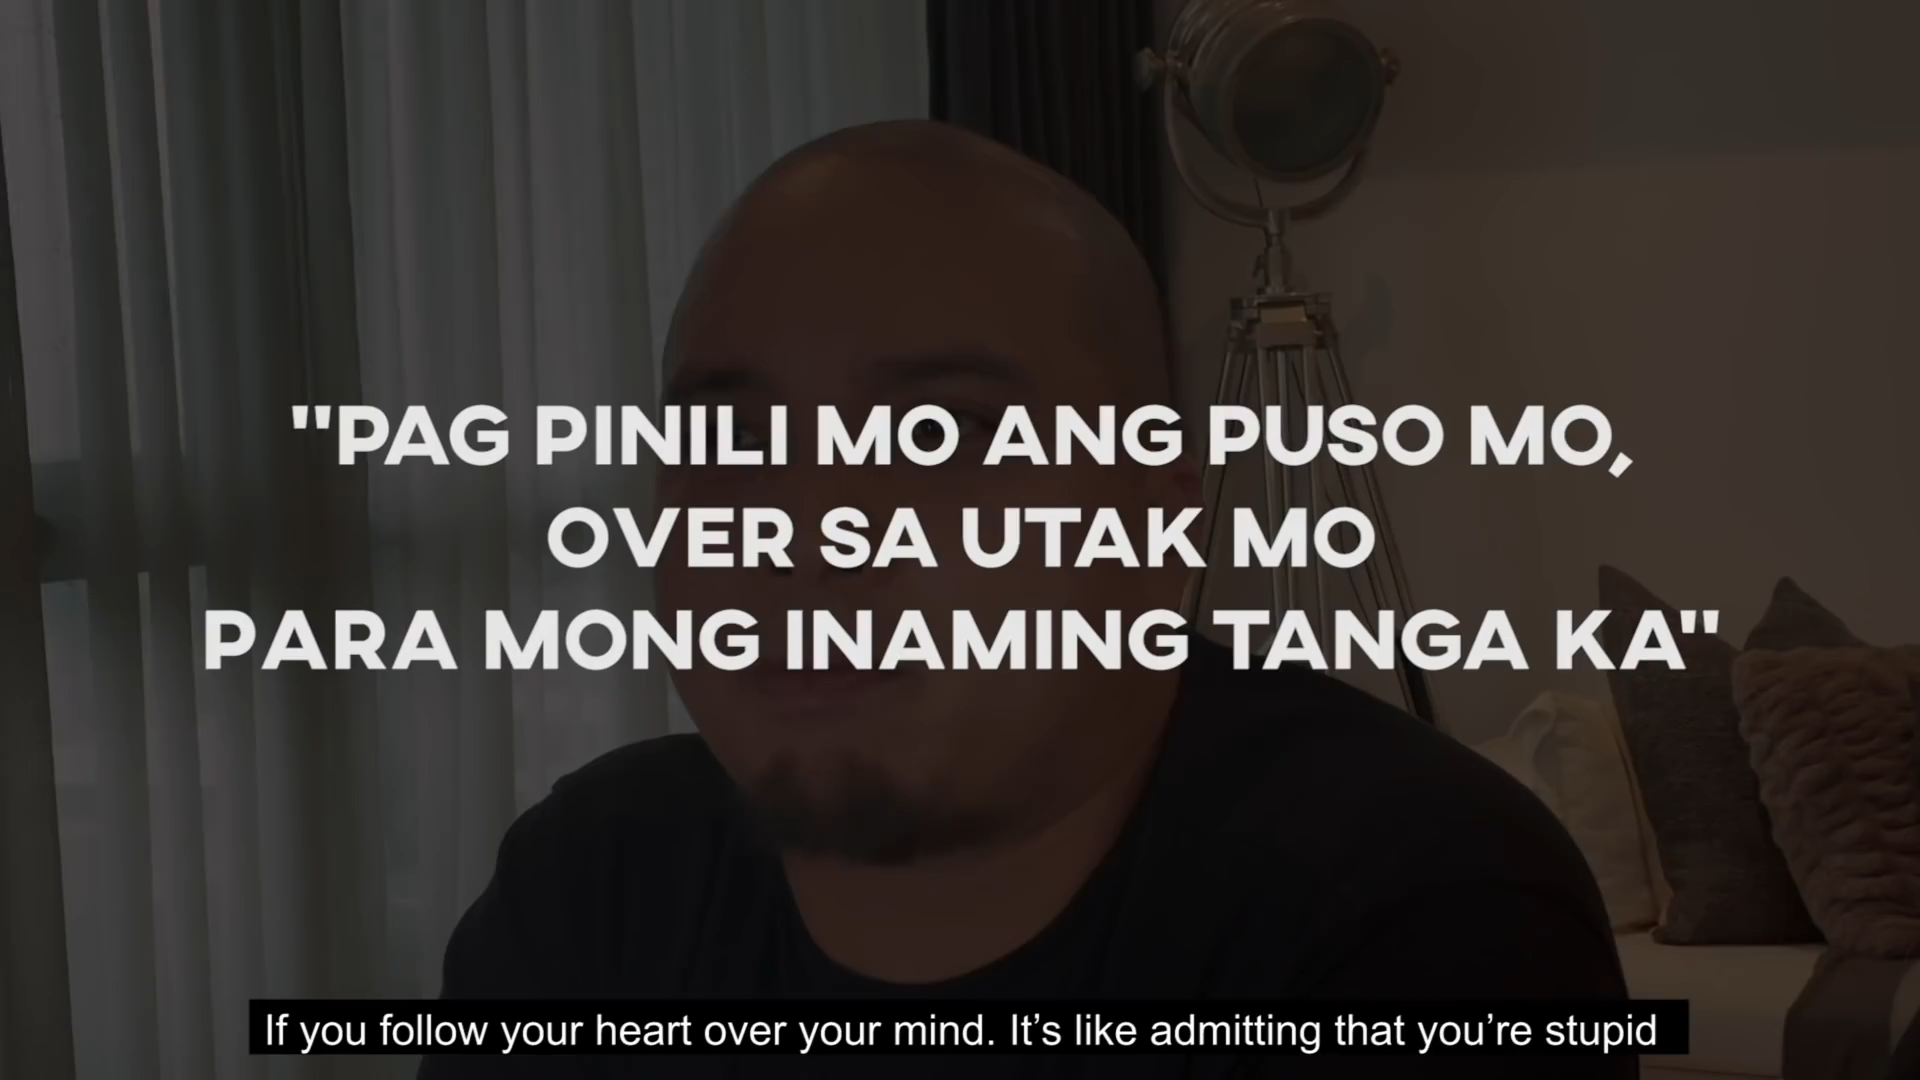 "PAG PINILI MO ANG PUSO MO,
OVER SA UTAK MO
PARA MONG INAMING TANGA KA"
If you follow your heart over your mind. It’s like admitting that you’re stupid